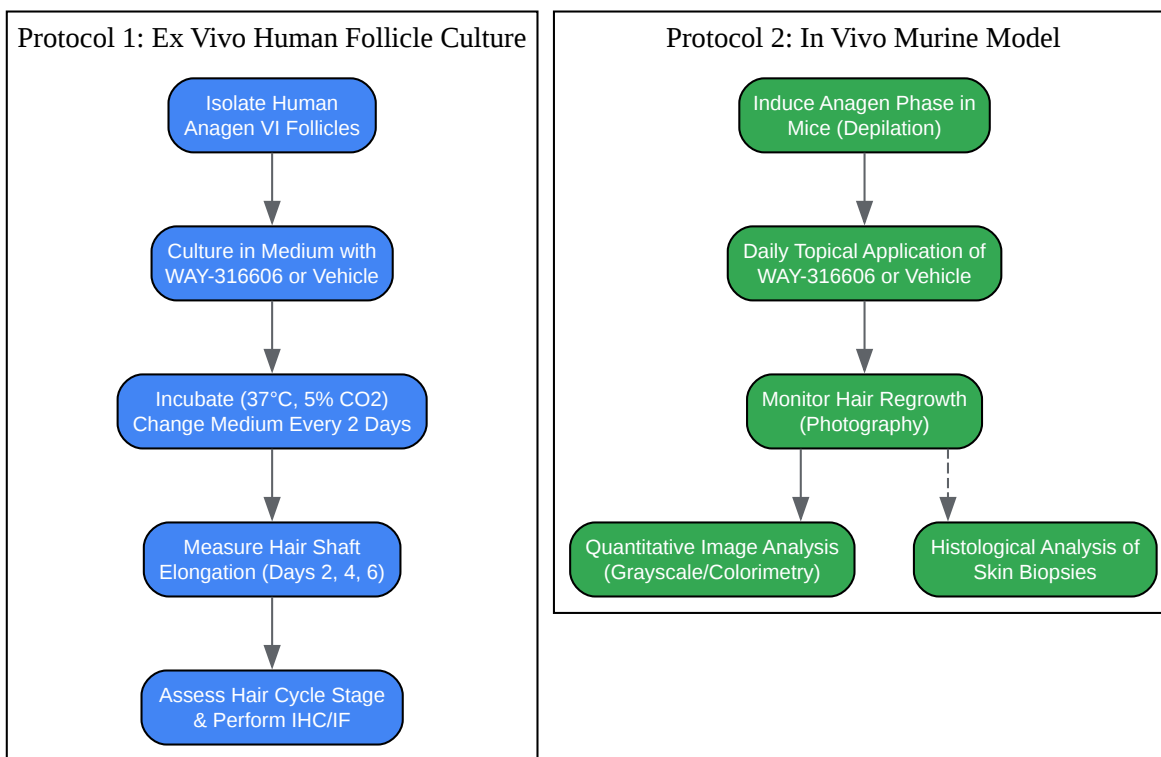 Protocol 1: Ex Vivo Human Follicle Culture
Isolate Human
Anagen VI Follicles
Culture in Medium with
WAY-316606 or Vehicle
Incubate (37°C, 5% CO2)
Change Medium Every 2 Days
Measure Hair Shaft
Elongation (Days 2, 4, 6)
Assess Hair Cycle Stage
& Perform IHC/IF
Protocol 2: In Vivo Murine Model
Induce Anagen Phase in
Mice (Depilation)
Daily Topical Application of
WAY-316606 or Vehicle
Monitor Hair Regrowth
(Photography)
Quantitative Image Analysis
(Grayscale/Colorimetry)
Histological Analysis of
Skin Biopsies